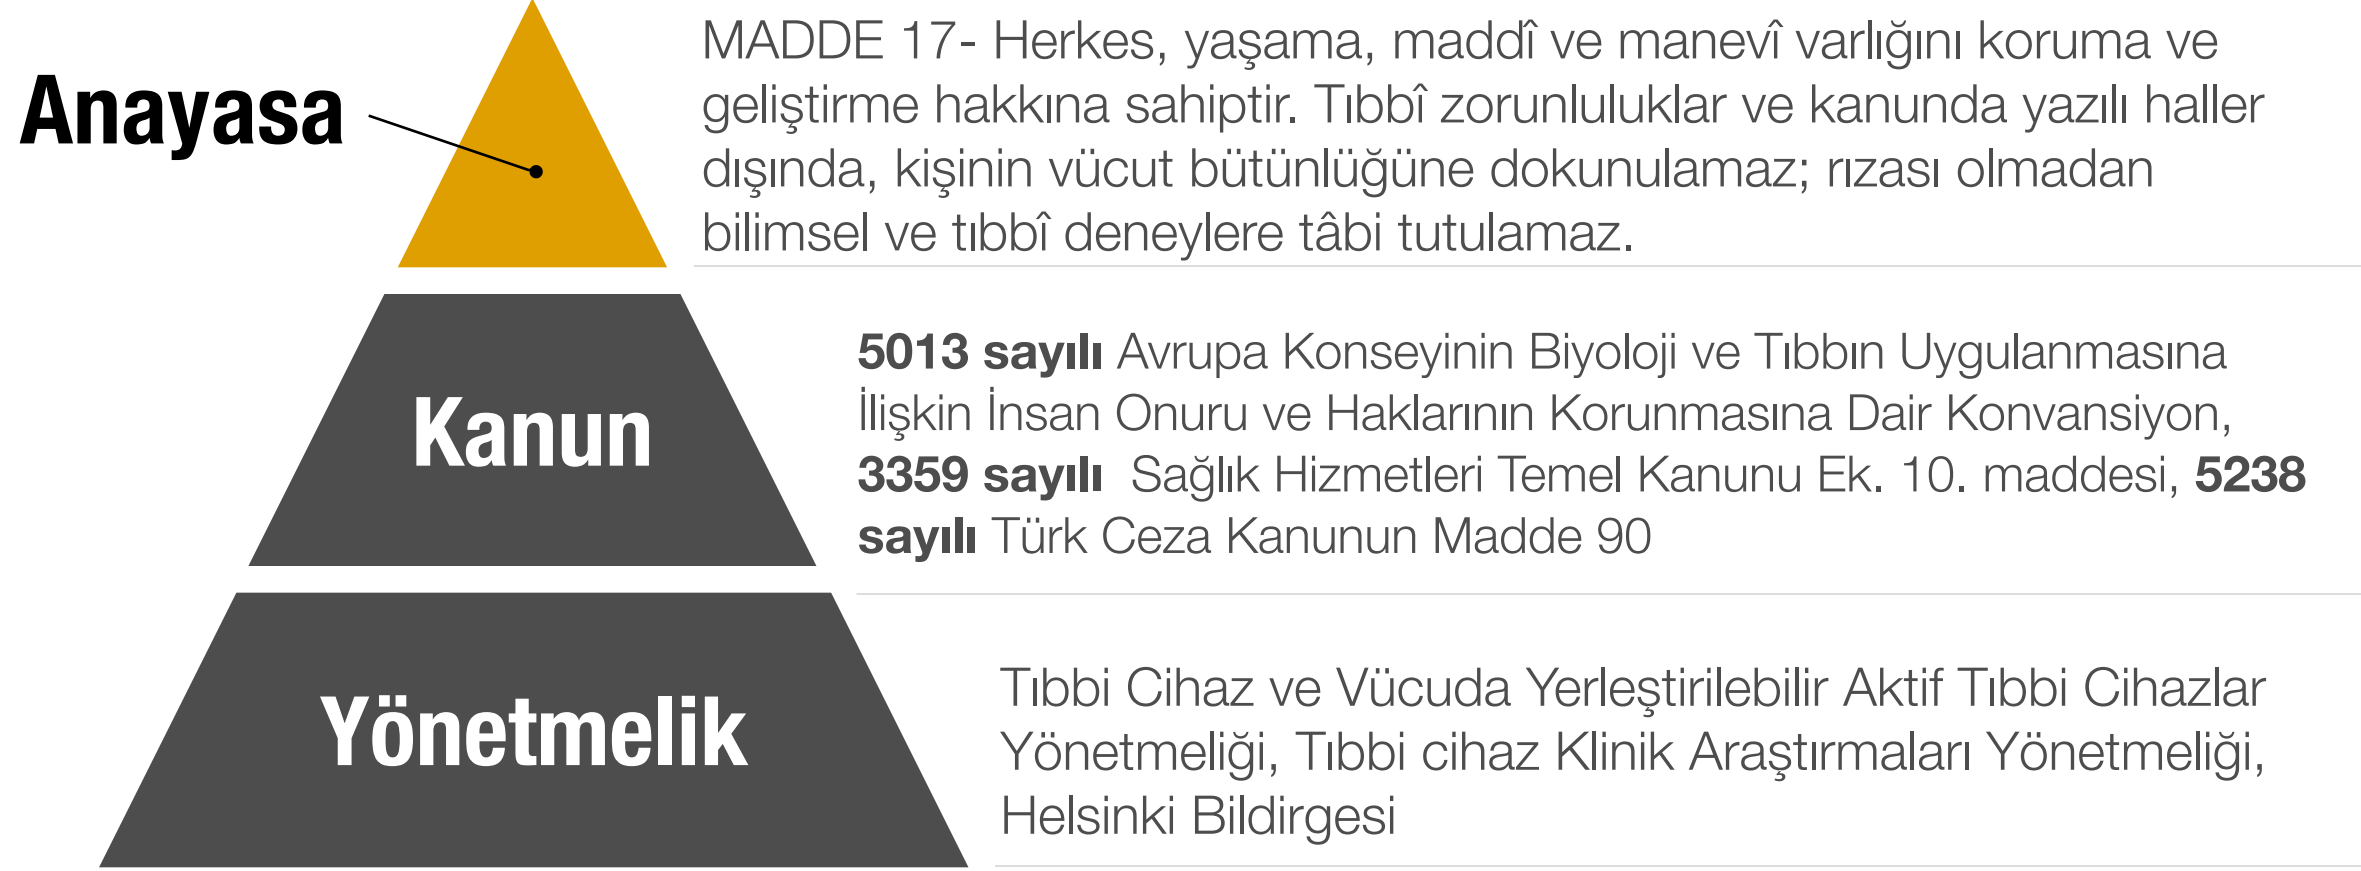 Anayasa
MADDE 17- Herkes, yaşama, maddî ve manevî varlığını koruma ve
geliştirme hakkına sahiptir. Tıbbî zorunluluklar ve kanunda yazılı haller
dışında, kişinin vücut bütünlüğüne dokunulamaz; rızası olmadan
bilimsel ve tıbbî deneylere tâbi tutulamaz.
Kanun
5013 sayılı Avrupa Konseyinin Biyoloji ve Tıbbın Uygulanmasına
İlişkin İnsan Onuru ve Haklarının Korunmasına Dair Konvansiyon,
3359 sayılı Sağlık Hizmetleri Temel Kanunu Ek. 10. maddesi, 5238
sayılı Türk Ceza Kanunun Madde 90
Yönetmelik
Tıbbi Cihaz ve Vücuda Yerleştirilebilir Aktif Tıbbi Cihazlar
Yönetmeliği, Tıbbi cihaz Klinik Araştırmaları Yönetmeliği,
Helsinki Bildirgesi